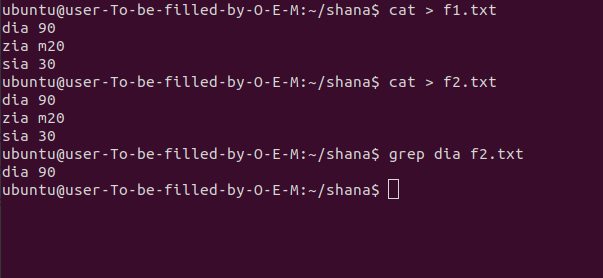 ubuntu@user-To-be-filled-by-O-E-M:~/shana$ cat > f1.txt
dia 90
zia m20
sia 30
ubuntu@user-To-be-filled-by-O-E-M:~/shana$ cat > f2.txt
dia 90
zia m20
sia 30
ubuntu@user-To-be-filled-by-O-E-M:~/shana$ grep dia f2.txt
dia 90
ubuntu@user-To-be-filled-by-O-E-M:~/shana$